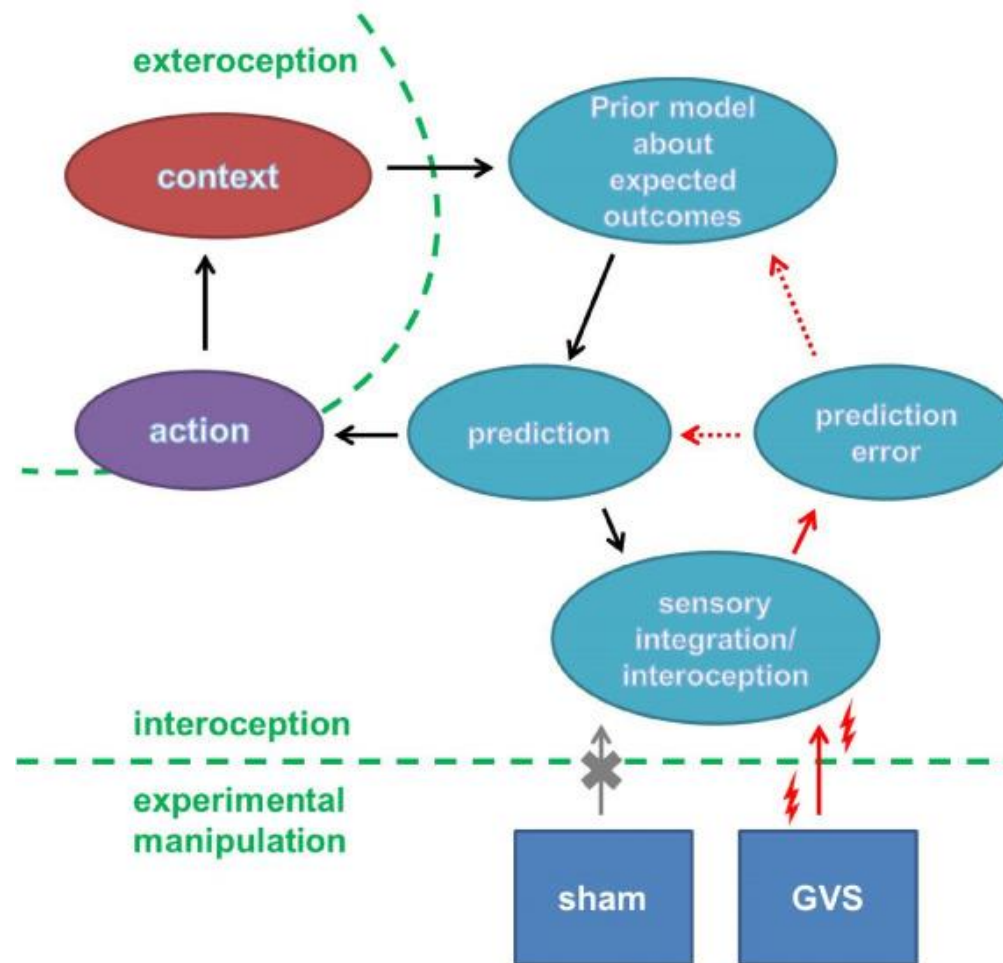 exteroception
context
Prior model
about
expected
outcomes
action
prediction
prediction
error
sensory
integration/
interoception
interoception
experimental
manipulation
sham
GVS